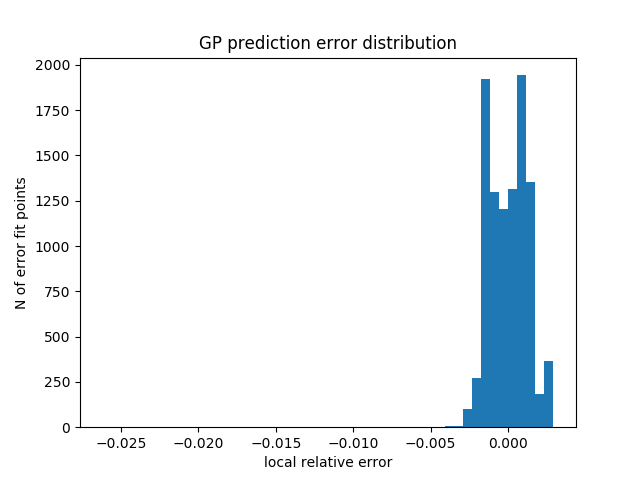 GP prediction error distribution
N of error fit points
2000
1750
1500
1250
1000
750
500
250
0
−0.025 −0.020 −0.015 −0.010 −0.005 0.000
local relative error